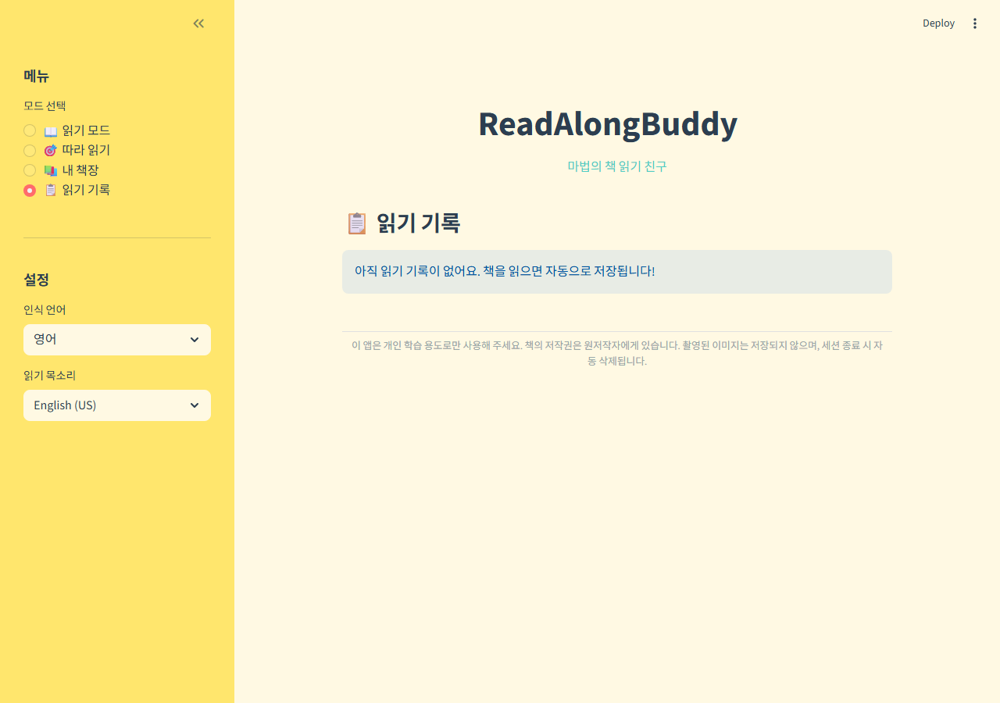 Deploy
메뉴
모드 선택
📖 읽기 모드
🎯 따라 읽기
📚 내 책장
📋 읽기 기록
설정
인식 언어
영어
읽기 목소리
English (US)
ReadAlongBuddy
마법의 책 읽기 친구
📋 읽기 기록
아직 읽기 기록이 없어요. 책을 읽으면 자동으로 저장됩니다!
이 앱은 개인 학습 용도로만 사용해 주세요. 책의 저작권은 원저작자에게 있습니다. 촬영된 이미지는 저장되지 않으며, 세션 종료 시 자
동 삭제됩니다.